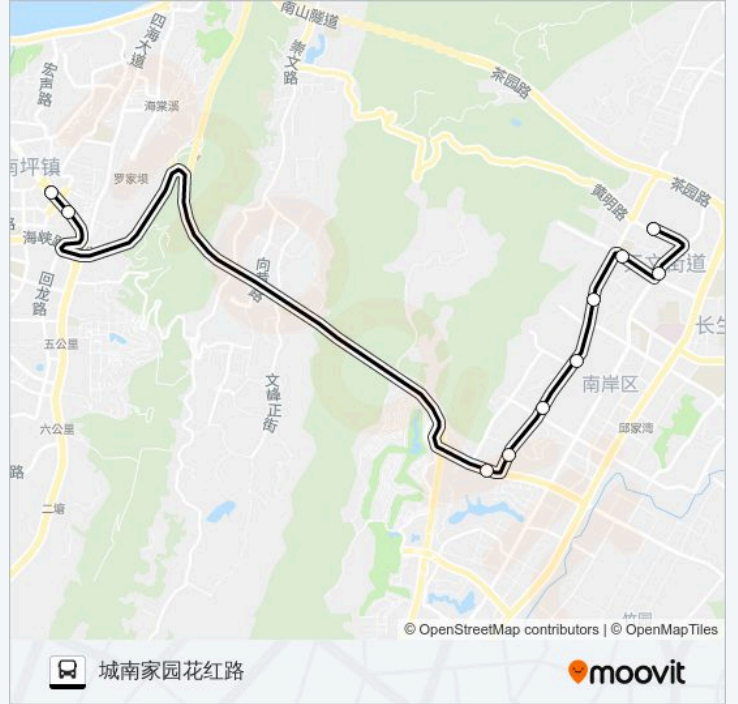 南山隧道
四海大道
崇文路
宏声路
茶园路
海棠溪
南坪镇
罗家坝
黄明路
茶园路
海峡路
向黄路
天文街道
回龙路
长生
五公里
文峰正街
南岸区
六公里
邱家湾
路
二塘
© OpenStreetMap contributors | © OpenMapTiles
城南家园花红路
moovit